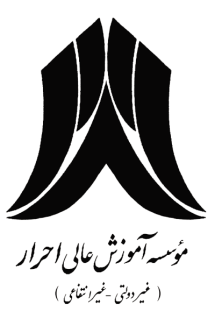 مؤسسه آموزش عالی احرار
( غیردولتی - غیرانتفاعی )